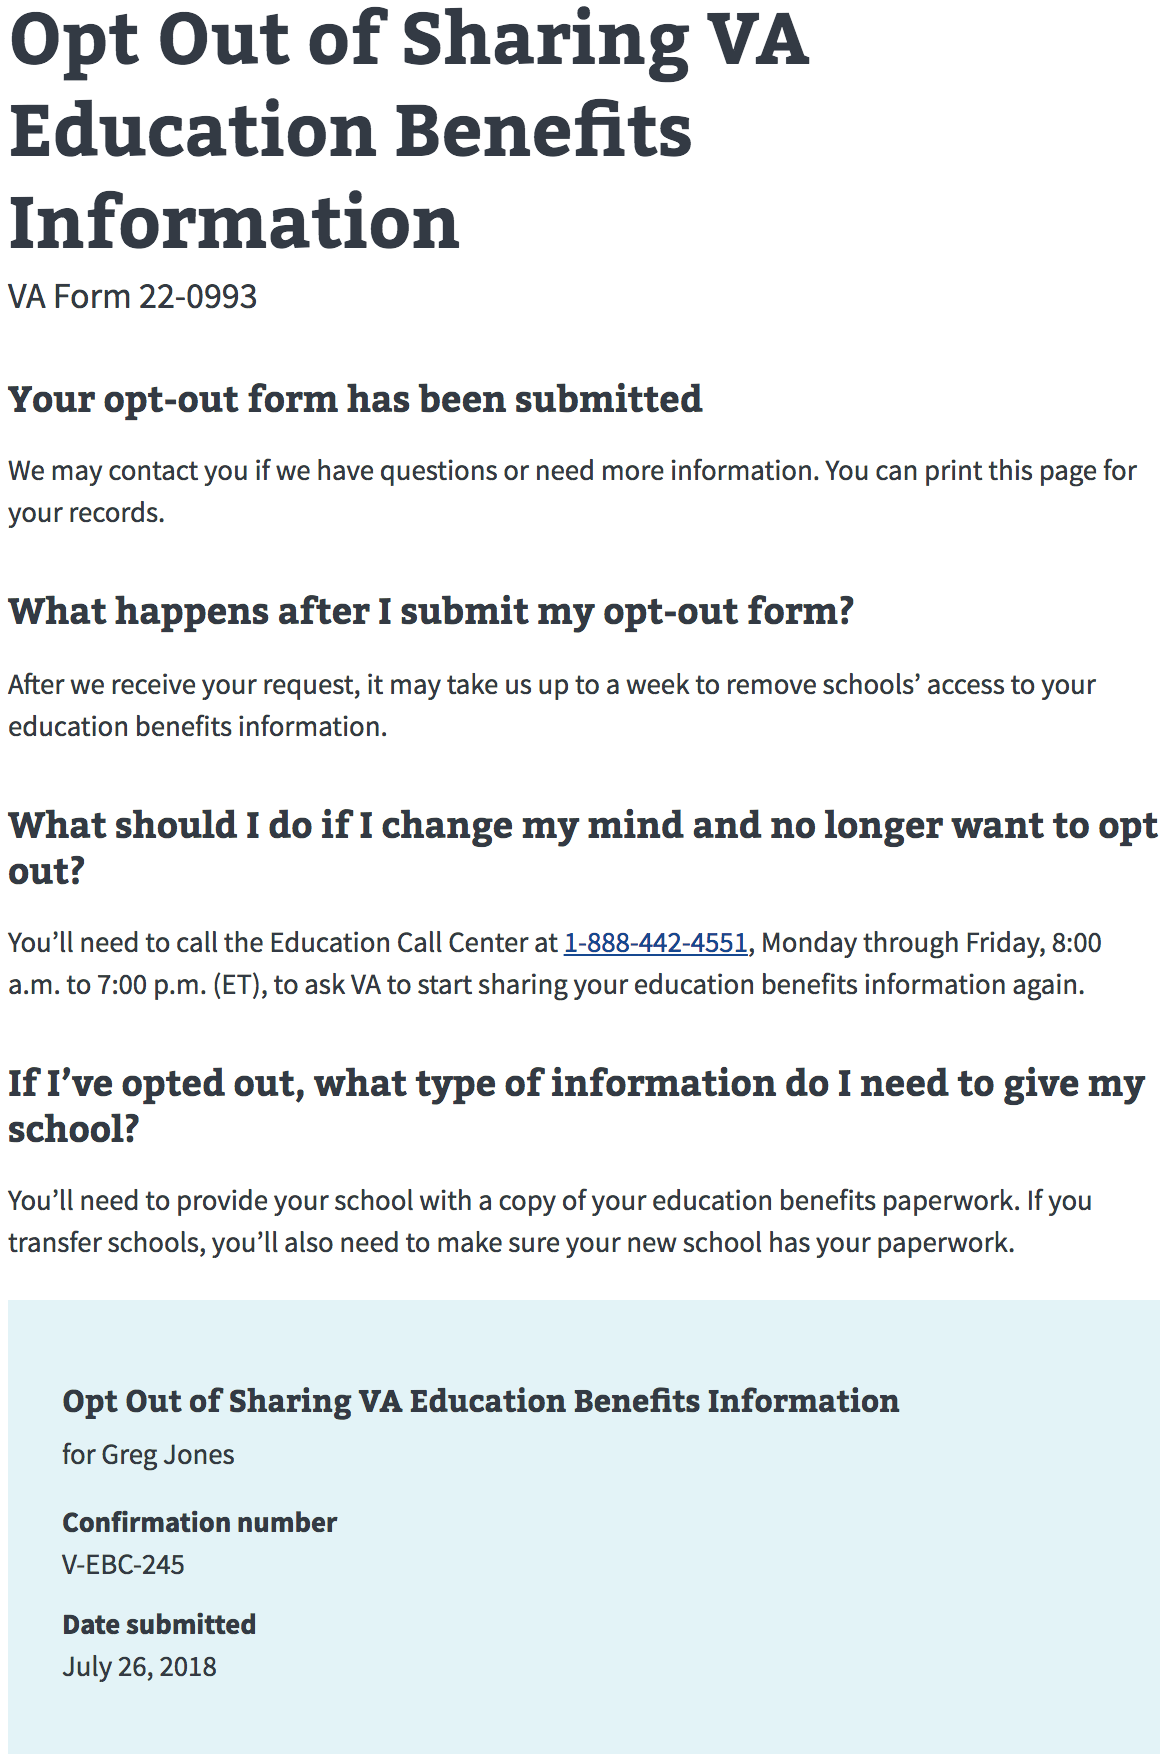 Opt Out of Sharing VA
Education Benefits
Information
VA Form 22-0993
Your opt-out form has been submitted
We may contact you if we have questions or need more information. You can print this page for
your records.
What happens after I submit my opt-out form?
After we receive your request, it may take us up to a week to remove schools’ access to your
education benefits information.
What should I do if I change my mind and no longer want to opt
out?
You’ll need to call the Education Call Center at 1-888-442-4551, Monday through Friday, 8:00
a.m. to 7:00 p.m. (ET), to ask VA to start sharing your education benefits information again.
If I’ve opted out, what type of information do I need to give my
school?
You’ll need to provide your school with a copy of your education benefits paperwork. If you
transfer schools, you’ll also need to make sure your new school has your paperwork.
Opt Out of Sharing VA Education Benefits Information
for Greg Jones
Confirmation number
V-EBC-245
Date submitted
July 26, 2018